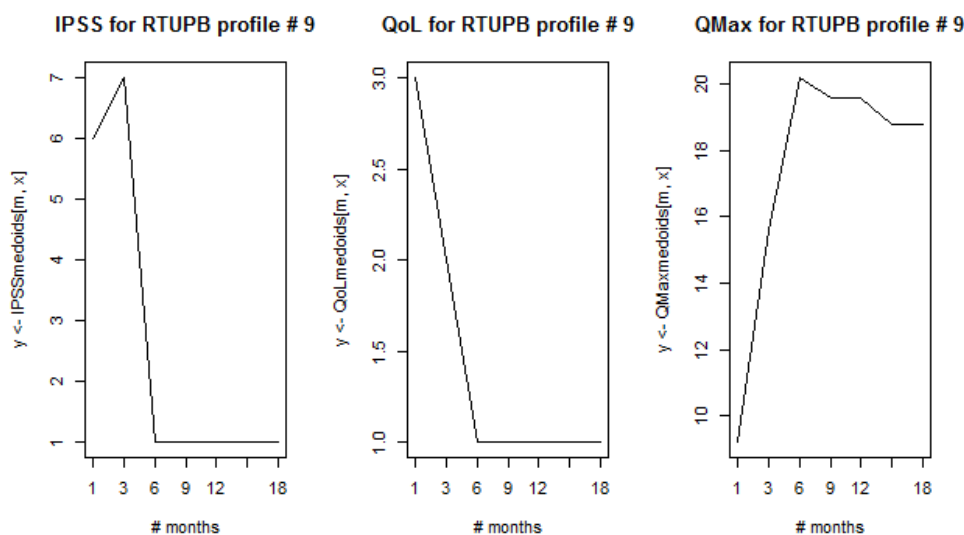 IPSS for RTUPB profile # 9
y <- IPSSmedoids[m, x]
7
6
5
4
3
2
1
1 3 6 9 12 18
# months
QoL for RTUPB profile # 9
y <- QoLmedoids[m, x]
3.0
2.5
2.0
1.5
1.0
1 3 6 9 12 18
# months
QMax for RTUPB profile # 9
y <- QMaxmedoids[m, x]
20
18
16
14
12
10
1 3 6 9 12 18
# months